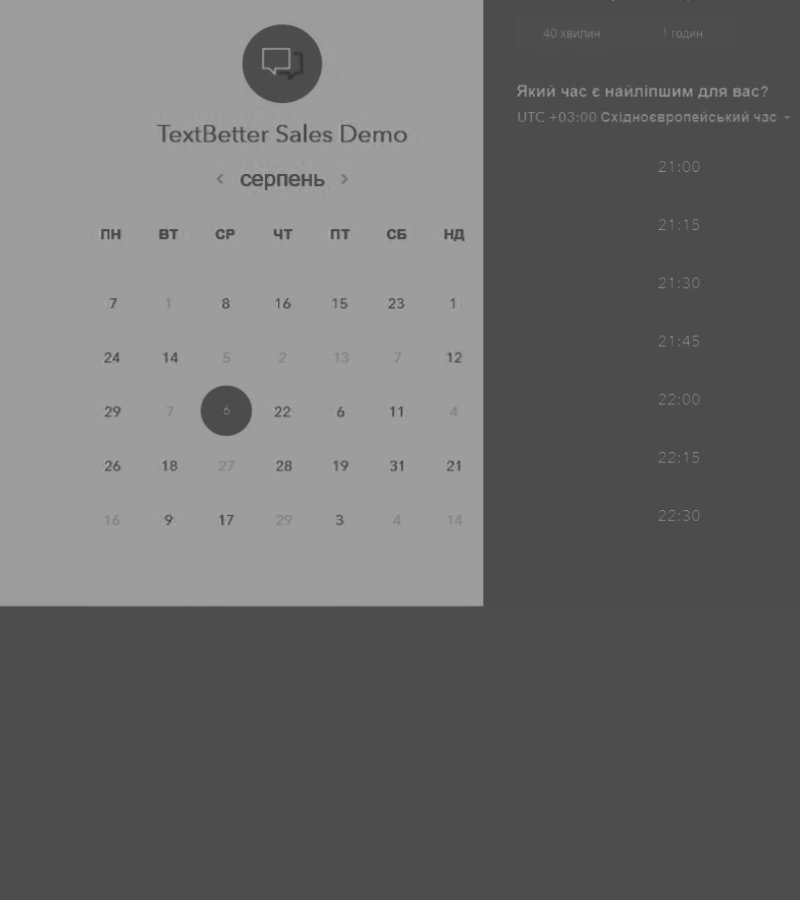 TextBetter Sales Demo
серпень
ПН ВТ СР ЧТ ПТ СБ НД
7 1 8 16 15 23 1
24 14 5 2 13 7 12
29 7 6 22 6 11 4
26 18 27 28 19 31 21
16 9 17 29 3 4 14
40 хвилин 1 годин
Який час є найліпшим для вас?
UTC +03:00 Східноєвропейський час
21:00
21:15
21:30
21:45
22:00
22:15
22:30